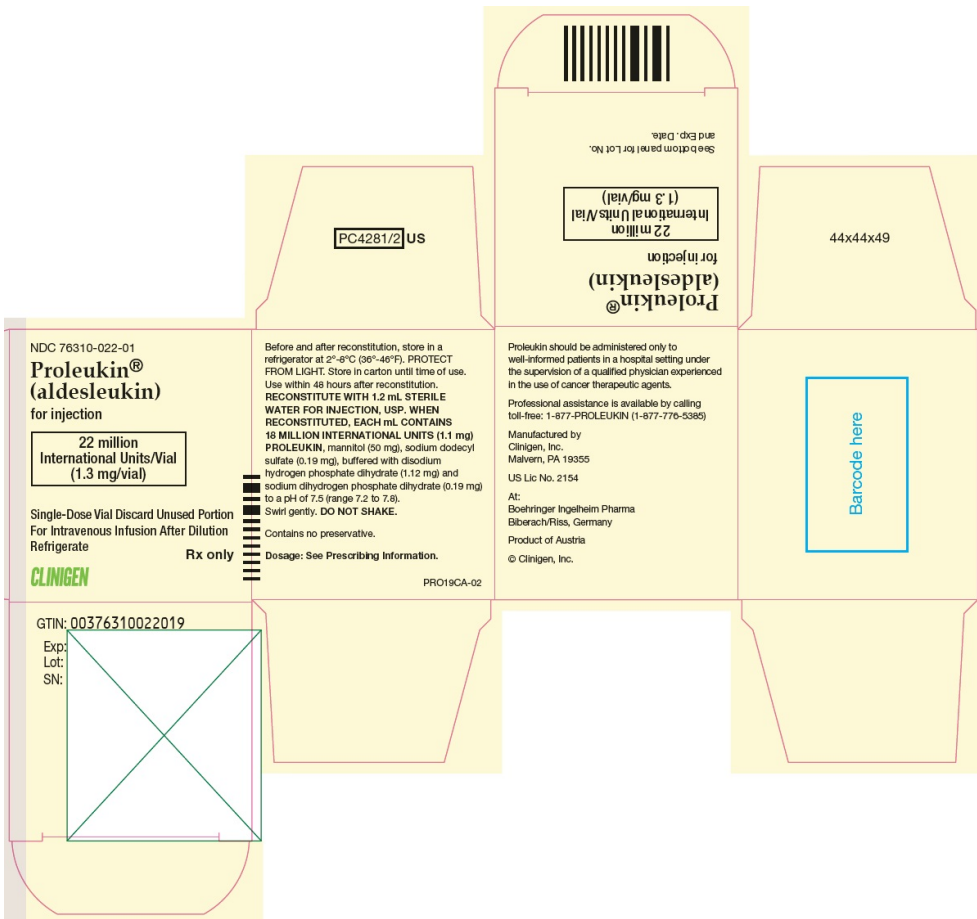 See bottom panel for Lot No.
and Exp. Date.
22 million
International Units/Vial
(1.3 mg/vial)
for injection
(aldesleukin)
Proleukin®
PC4281/2 US
44x44x49
NDC 76310-022-01
Proleukin®
(aldesleukin)
for injection
22 million
International Units/Vial
(1.3 mg/vial)
Single-Dose Vial Discard Unused Portion
For Intravenous Infusion After Dilution
Refrigerate
Rx only
CLINIGEN
Before and after reconstitution, store in a
refrigerator at 2°-8°C (36°-46°F). PROTECT
FROM LIGHT. Store in carton until time of use.
Use within 48 hours after reconstitution.
RECONSTITUTE WITH 1.2 mL STERILE
WATER FOR INJECTION, USP. WHEN
RECONSTITUTED, EACH mL CONTAINS
18 MILLION INTERNATIONAL UNITS (1.1 mg)
PROLEUKIN, mannitol (50 mg), sodium dodecyl
sulfate (0.19 mg), buffered with disodium
hydrogen phosphate dihydrate (1.12 mg) and
sodium dihydrogen phosphate dihydrate (0.19 mg)
to a pH of 7.5 (range 7.2 to 7.8).
Swirl gently. DO NOT SHAKE.
Contains no preservative.
Dosage: See Prescribing Information.
PRO19CA-02
Proleukin should be administered only to
well-informed patients in a hospital setting under
the supervision of a qualified physician experienced
in the use of cancer therapeutic agents.
Professional assistance is available by calling
toll-free: 1-877-PROLEUKIN (1-877-776-5385)
Manufactured by
Clinigen, Inc.
Malvern, PA 19355
US Lic No. 2154
At:
Boehringer Ingelheim Pharma
Biberach/Riss, Germany
Product of Austria
© Clinigen, Inc.
Barcode here
GTIN: 00376310022019
Exp:
Lot:
SN: